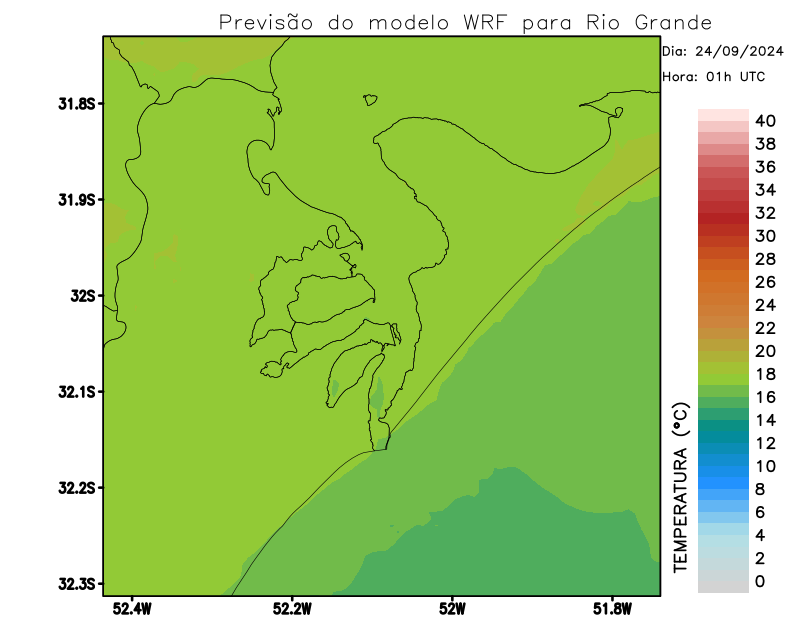 Previsão do modelo WRF para Rio Grande
Dia: 24/09/2024
Hora: 01h UTC
31.8S
31.9S
32S
32.1S
32.2S
32.3S
52.4W
52.2W
52W
51.8W
TEMPERATURA (°C)
40
38
36
34
32
30
28
26
24
22
20
18
16
14
12
10
8
6
4
2
0